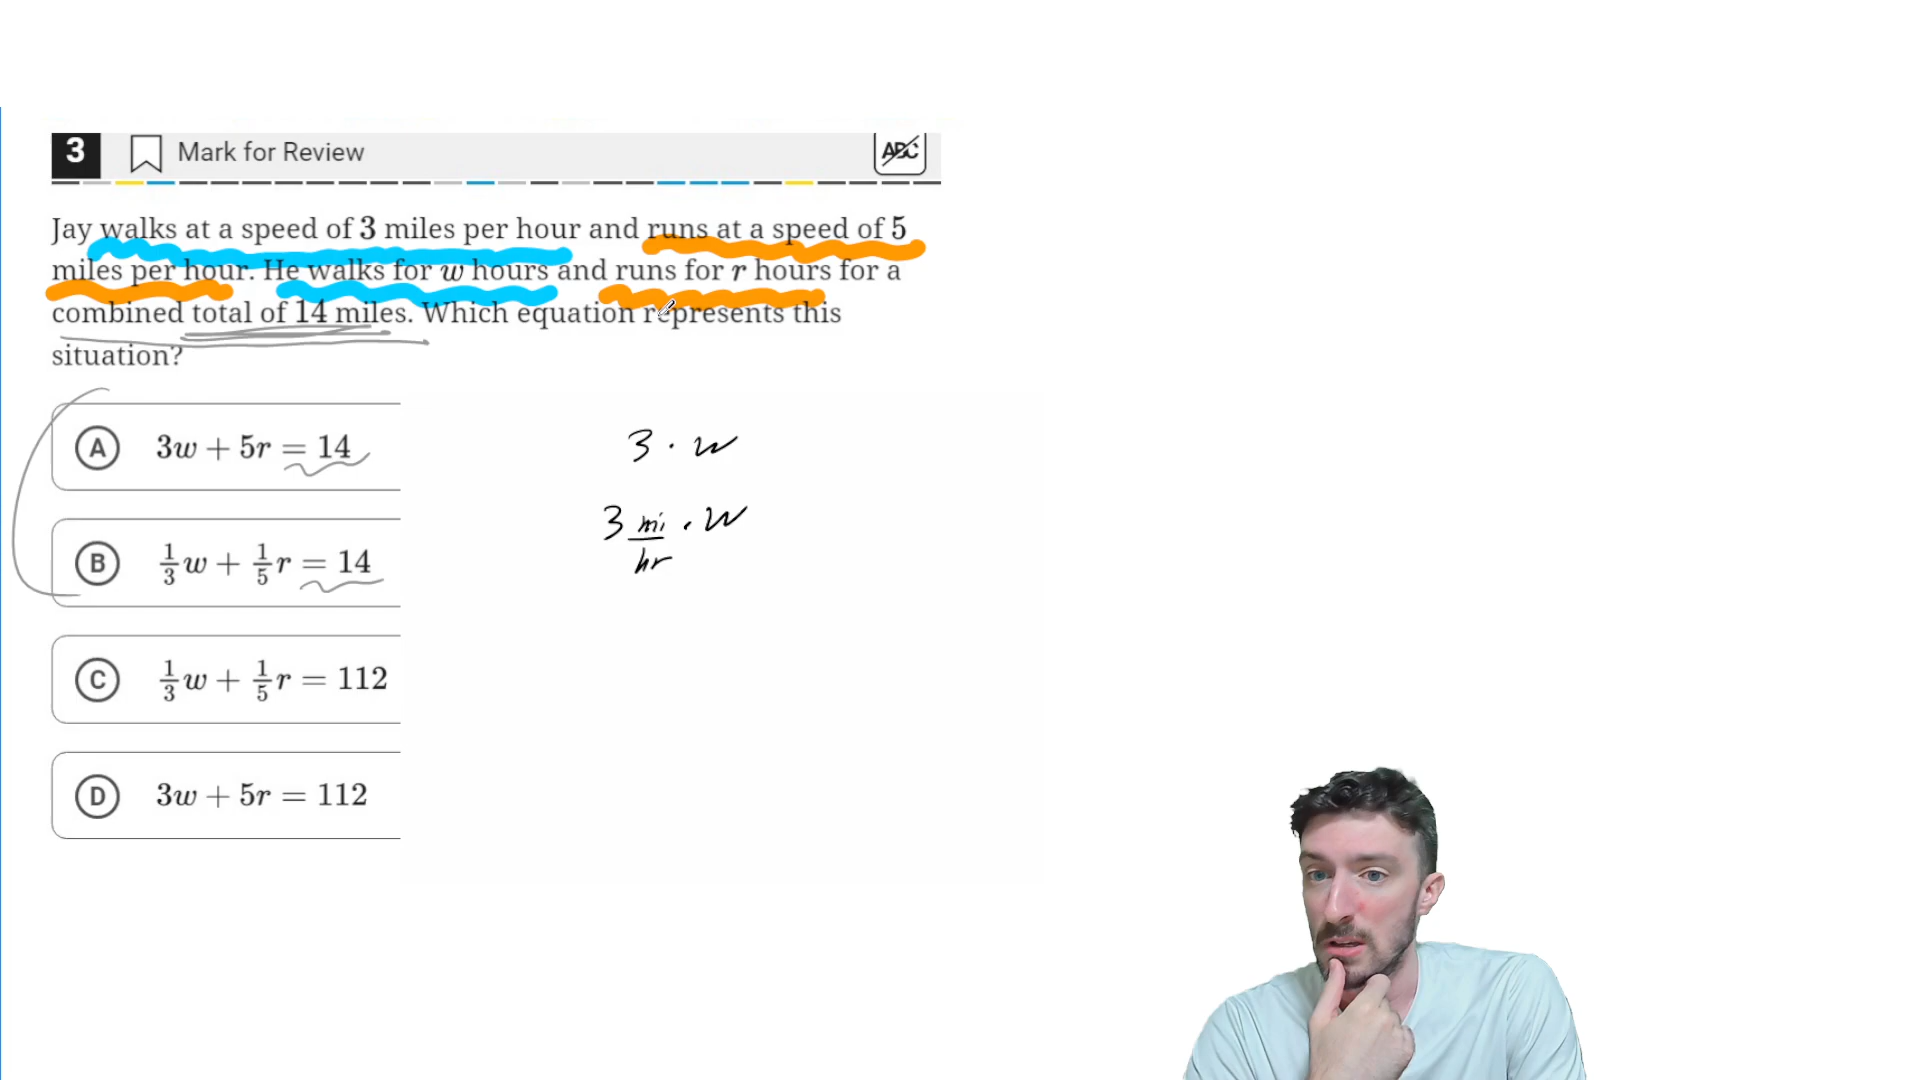 3 Mark for Review ABC
Jay walks at a speed of 3 miles per hour and runs at a speed of 5
miles per hour. He walks for w hours and runs for r hours for a
combined total of 14 miles. Which equation represents this
situation?
A 3w + 5r = 14
B 1/3 w + 1/5 r = 14
C 1/3 w + 1/5 r = 112
D 3w + 5r = 112
3 · w
3 mi/hr · w